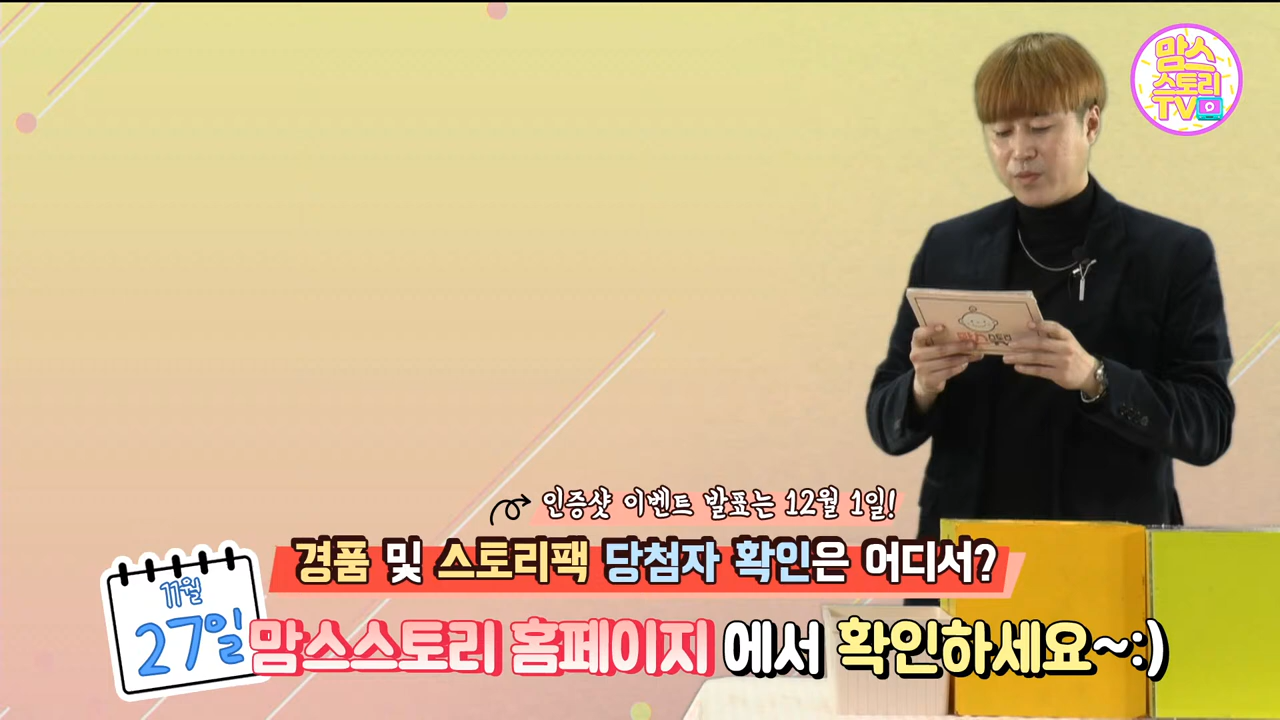 맘스
스토리
TV
인증샷 이벤트 발표는 12월 1일!
경품 및 스토리팩 당첨자 확인은 어디서?
11월
27일
맘스스토리 홈페이지 에서 확인하세요~:)